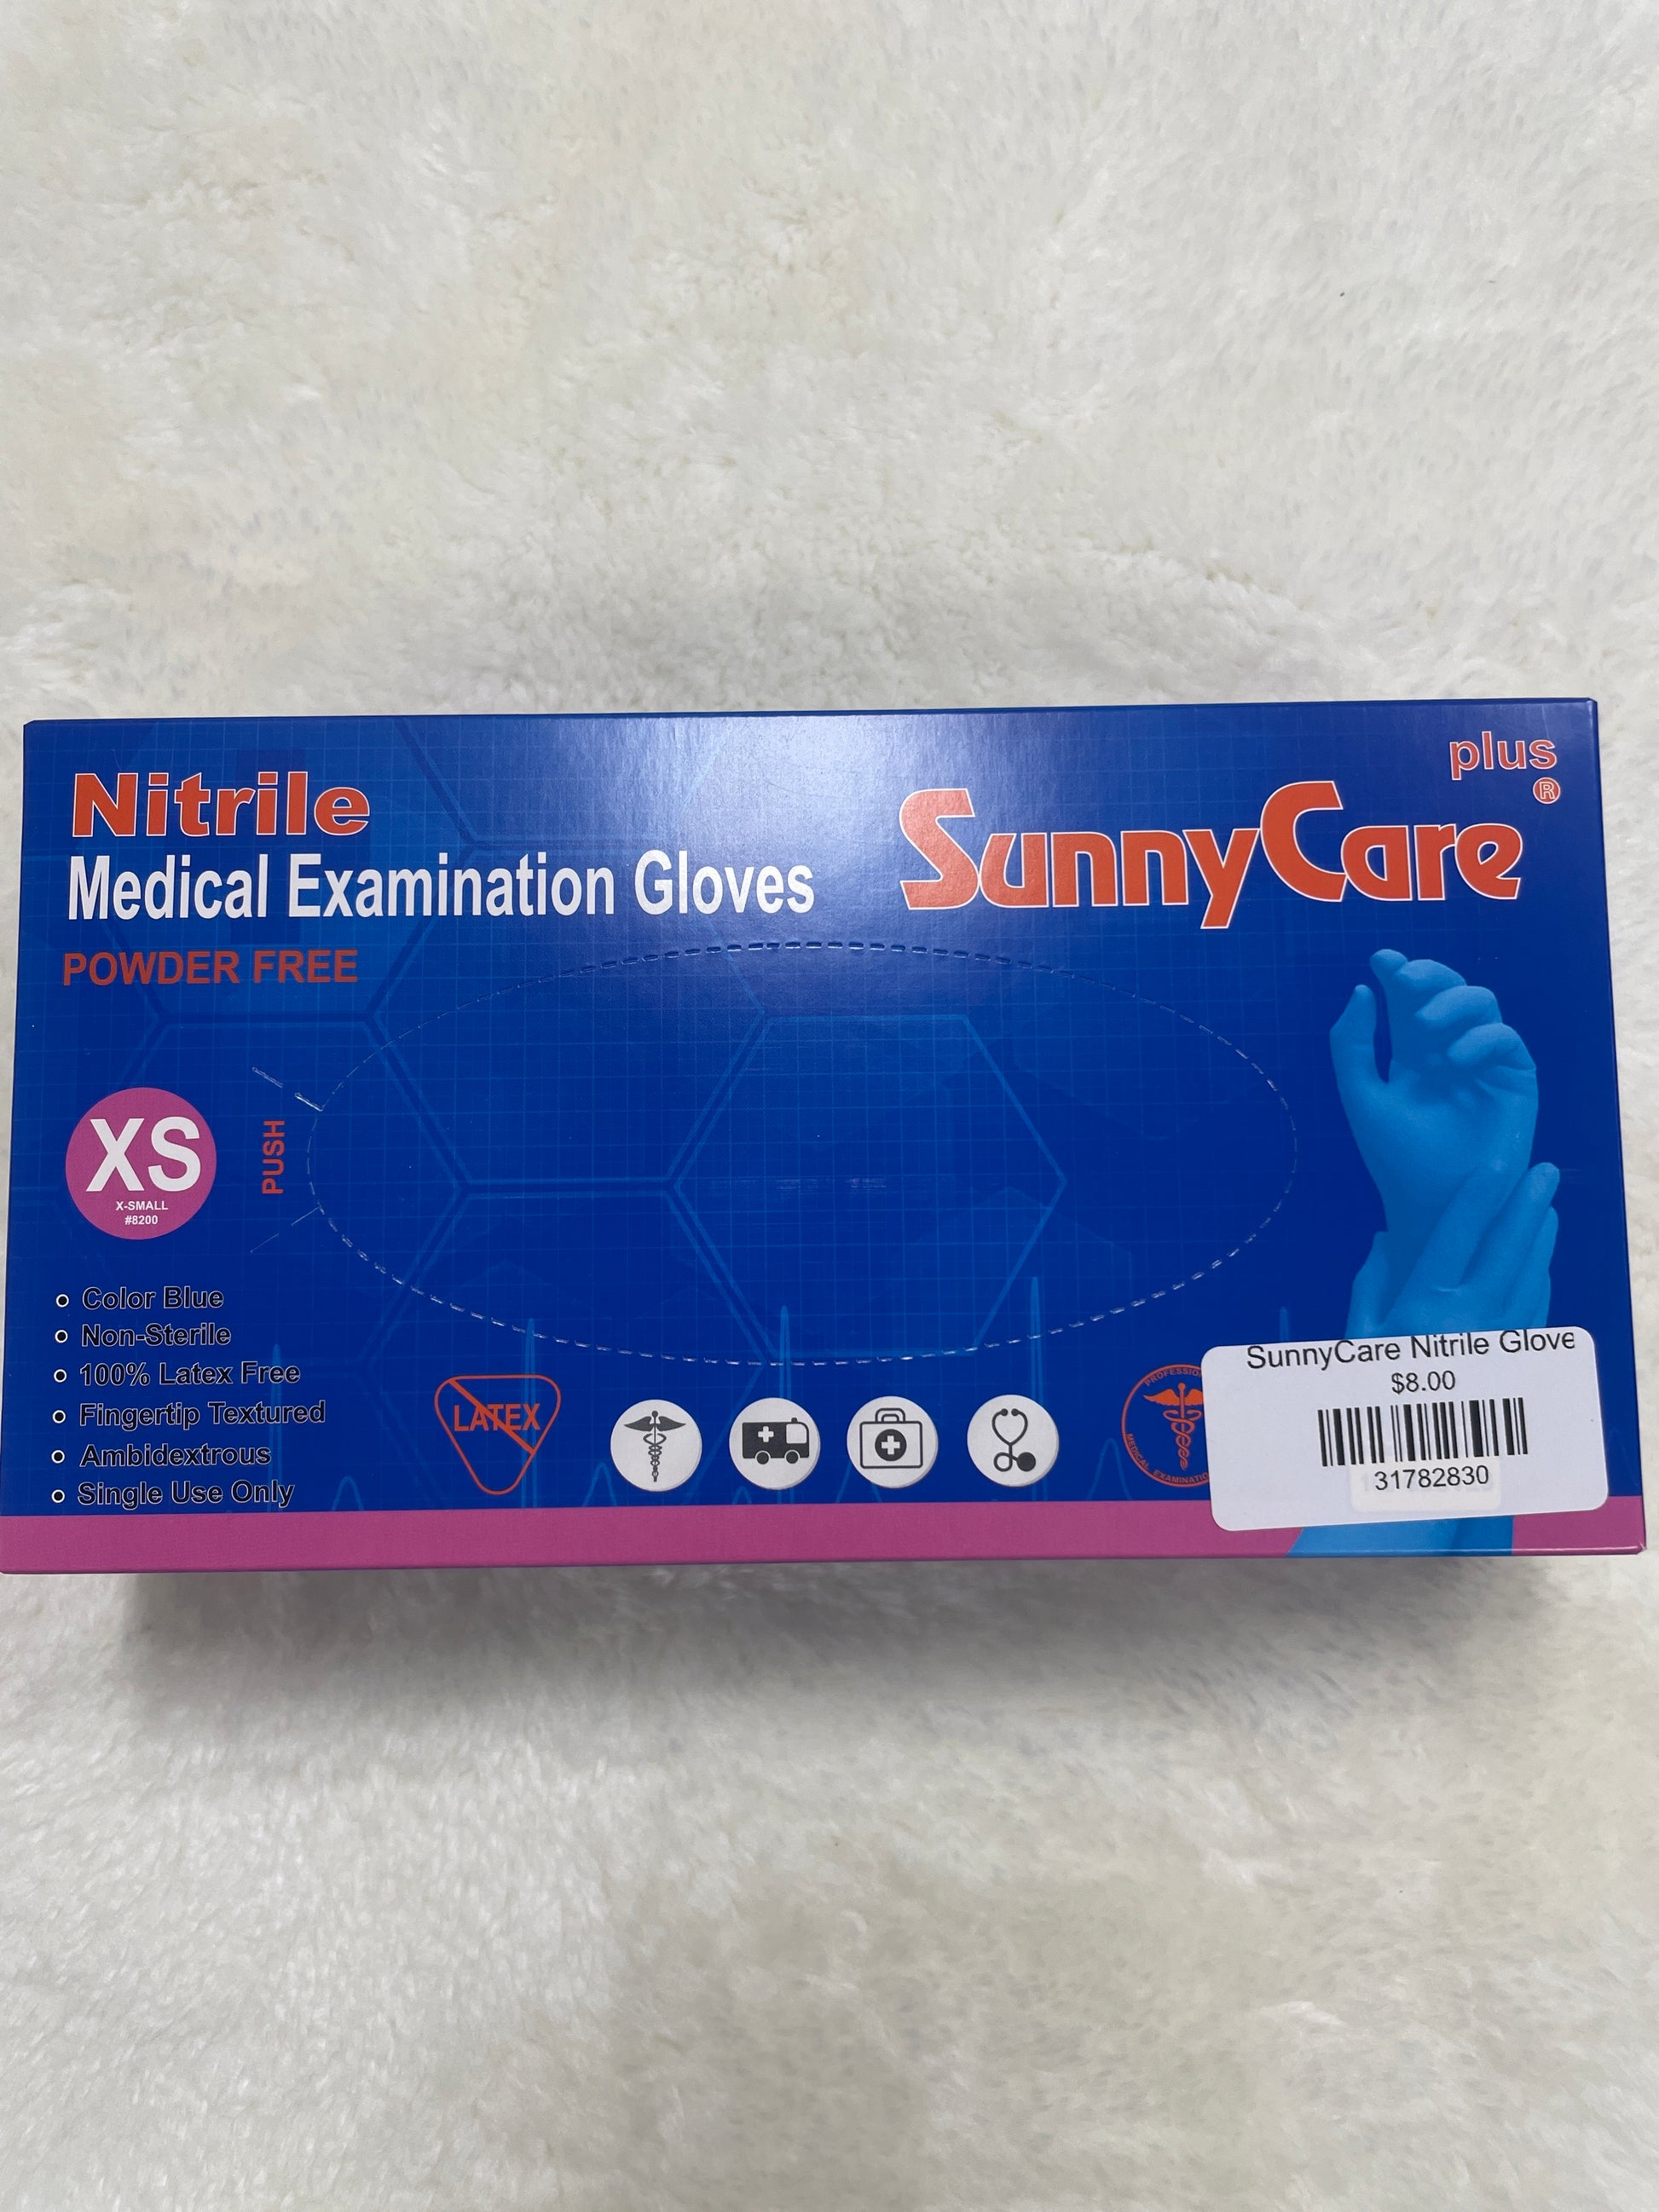 plus
Nitrile
SunnyCare®
Medical Examination Gloves
POWDER FREE
XS
X-SMALL
#8200
PUSH
Color Blue
Non-Sterile
100% Latex Free
Fingertip Textured
Ambidextrous
Single Use Only
LATEX
MEDICAL
SunnyCare Nitrile Glove
$8.00
31782830